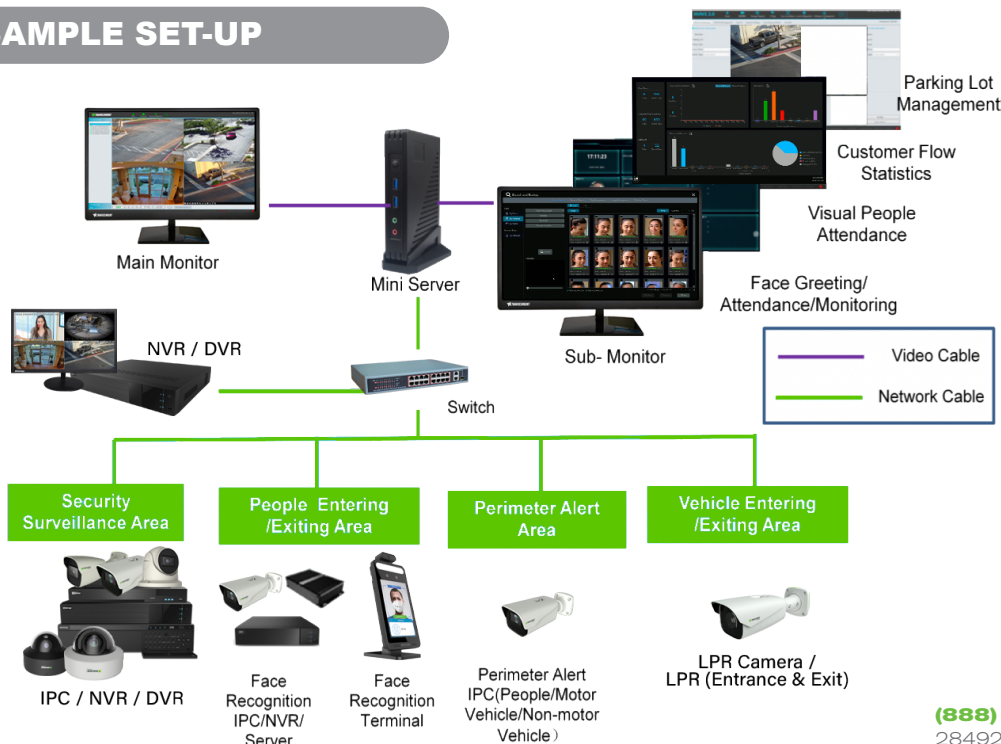 AMPLE SET-UP
Parking Lot
Management
Customer Flow
Statistics
17:11:23
Visual People
Attendance
Main Monitor
Mini Server
Face Greeting/
Attendance/Monitoring
Sub- Monitor
Video Cable
Network Cable
NVR / DVR
Switch
Security
Surveillance Area
People Entering
/Exiting Area
Perimeter Alert
Area
Vehicle Entering
/Exiting Area
IPC / NVR / DVR
Face
Recognition
IPC/NVR/
Server
Face
Recognition
Terminal
Perimeter Alert
IPC(People/Motor
Vehicle/Non-motor
Vehicle）
LPR Camera /
LPR (Entrance & Exit)
(888)
28492